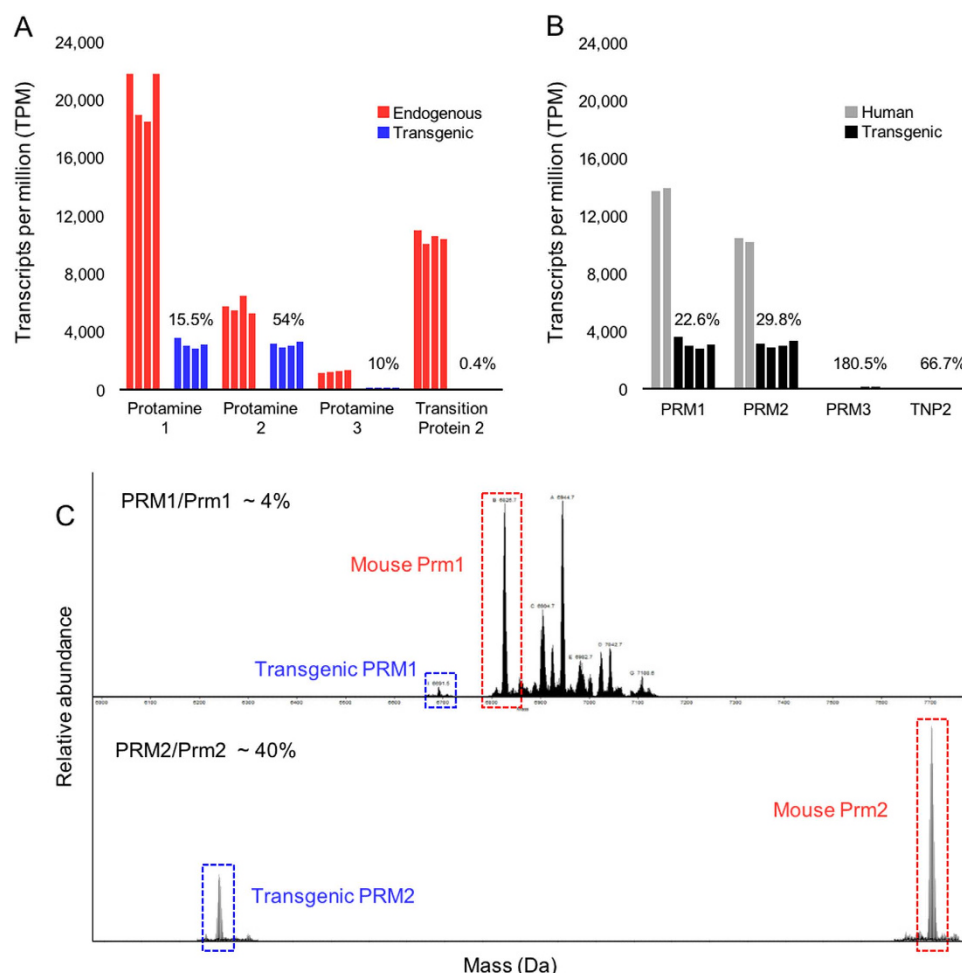 A
24,000
20,000
16,000
12,000
8,000
4,000
0
Transcripts per million (TPM)
Endogenous
Transgenic
15.5%
54%
10%
0.4%
Protamine
1
Protamine
2
Protamine
3
Transition
Protein 2
B
24,000
20,000
16,000
12,000
8,000
4,000
0
Transcripts per million (TPM)
Human
Transgenic
22.6%
29.8%
180.5%
66.7%
PRM1
PRM2
PRM3
TNP2
C
PRM1/Prm1 ~ 4%
Mouse Prm1
Transgenic PRM1
Relative abundance
PRM2/Prm2 ~ 40%
Mouse Prm2
Transgenic PRM2
Mass (Da)